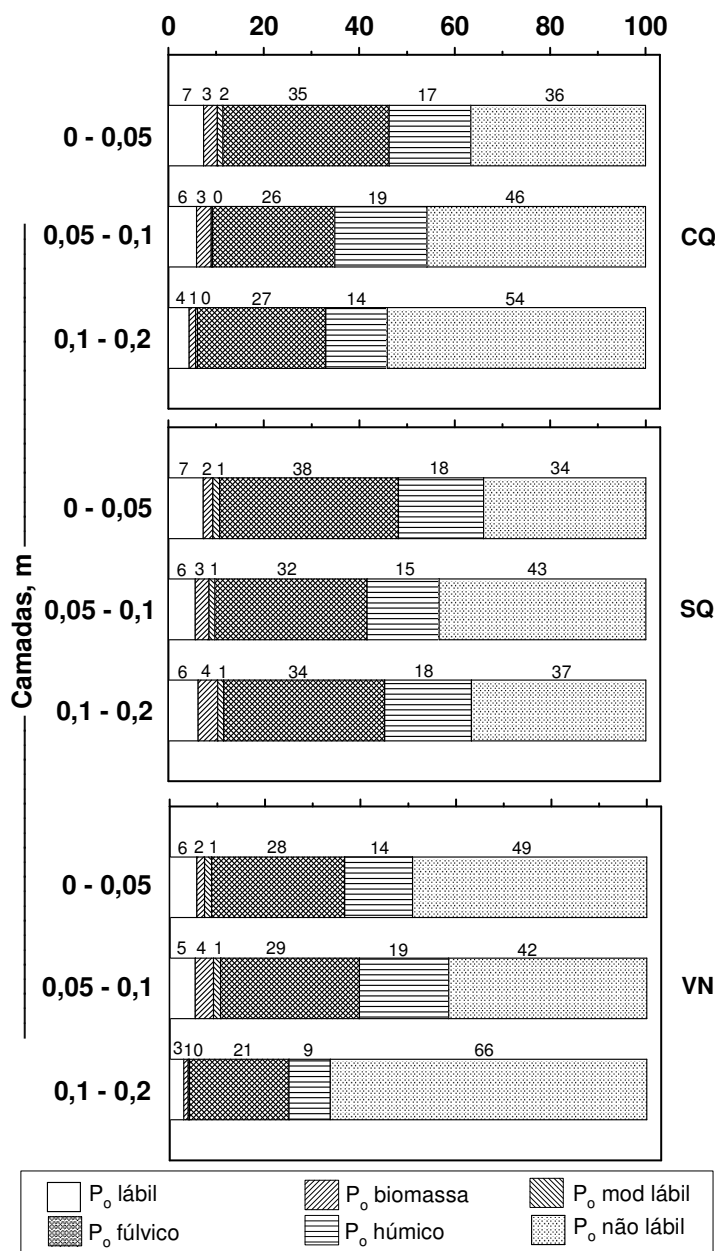 0 20 40 60 80 100
7 3 2 35 17 36
0 - 0,05
6 3 0 26 19 46
0,05 - 0,1
CQ
4 1 0 27 14 54
0,1 - 0,2
7 2 1 38 18 34
0 - 0,05
6 3 1 32 15 43
0,05 - 0,1
SQ
6 4 1 34 18 37
0,1 - 0,2
Camadas, m
6 2 1 28 14 49
0 - 0,05
5 4 1 29 19 42
0,05 - 0,1
VN
3 1 0 21 9 66
0,1 - 0,2
Po lábil Po biomassa Po mod lábil
Po fúlvico Po húmico Po não lábil